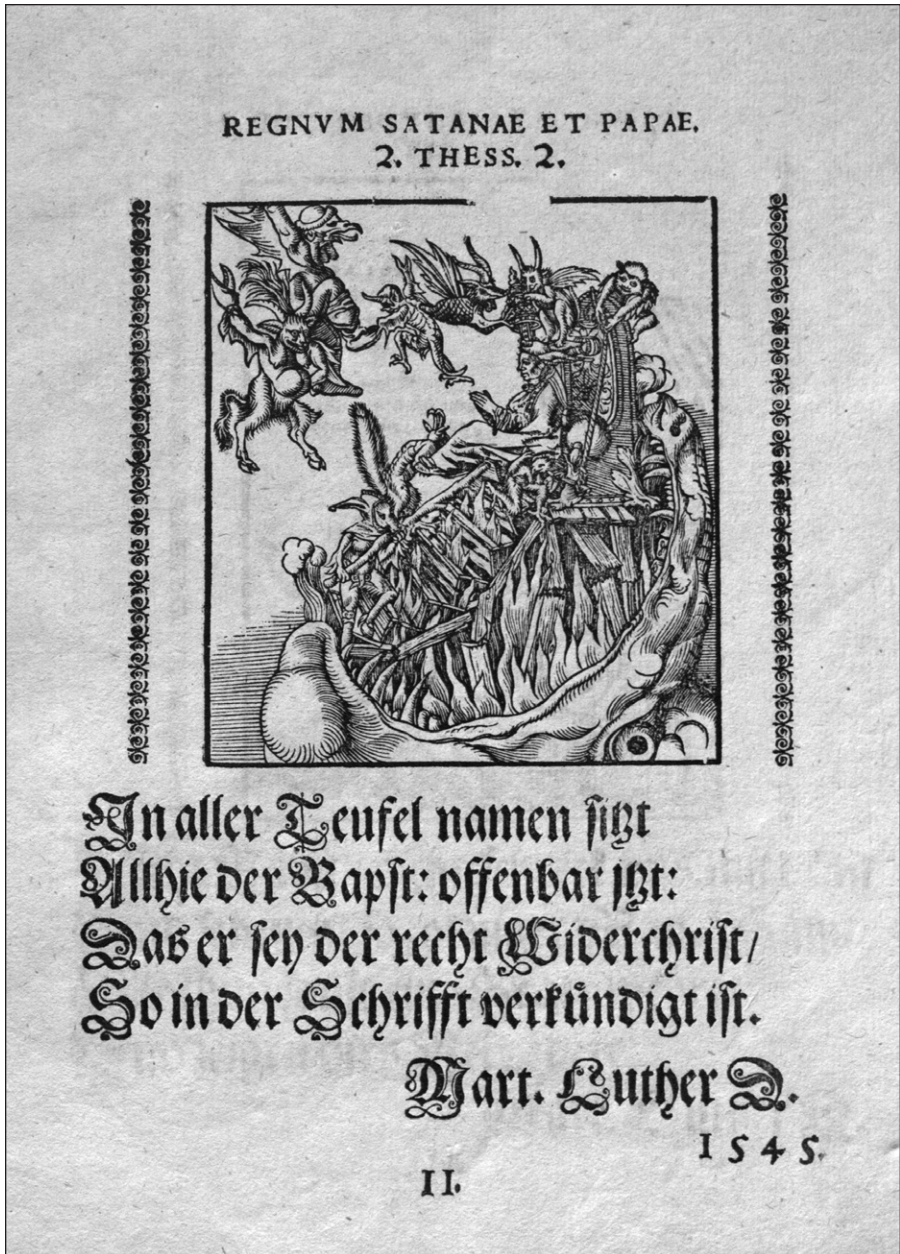 REGNVM SATANAE ET PAPAE.
2. THESS. 2.
In aller Teufel namen sitzt
Allhie der Bapst: offenbar jtzt:
Das er sey der recht Widerchrist/
So in der Schrifft verkündigt ist.
Mart. Luther D.
1545.
II.